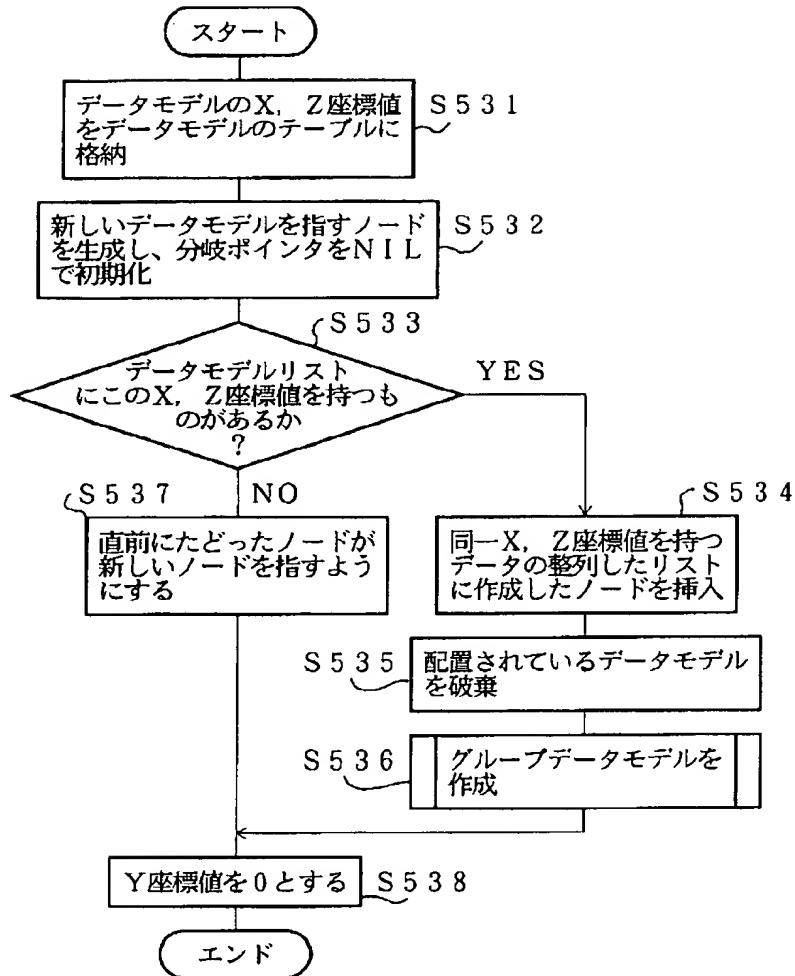 スタート
データモデルのX，Z座標値
をデータモデルのテーブルに
格納
S531
新しいデータモデルを指すノード
を生成し、分岐ポインタをNIL
で初期化
S532
S533
データモデルリスト
にこのX，Z座標値を持つも
のがあるか
?
YES
NO
S537
直前にたどったノードが
新しいノードを指すよう
にする
S534
同一X，Z座標値を持つ
データの整列したリスト
に作成したノードを挿入
S535
配置されているデータモデル
を破棄
S536
グループデータモデルを
作成
Y座標値を0とする
S538
エンド